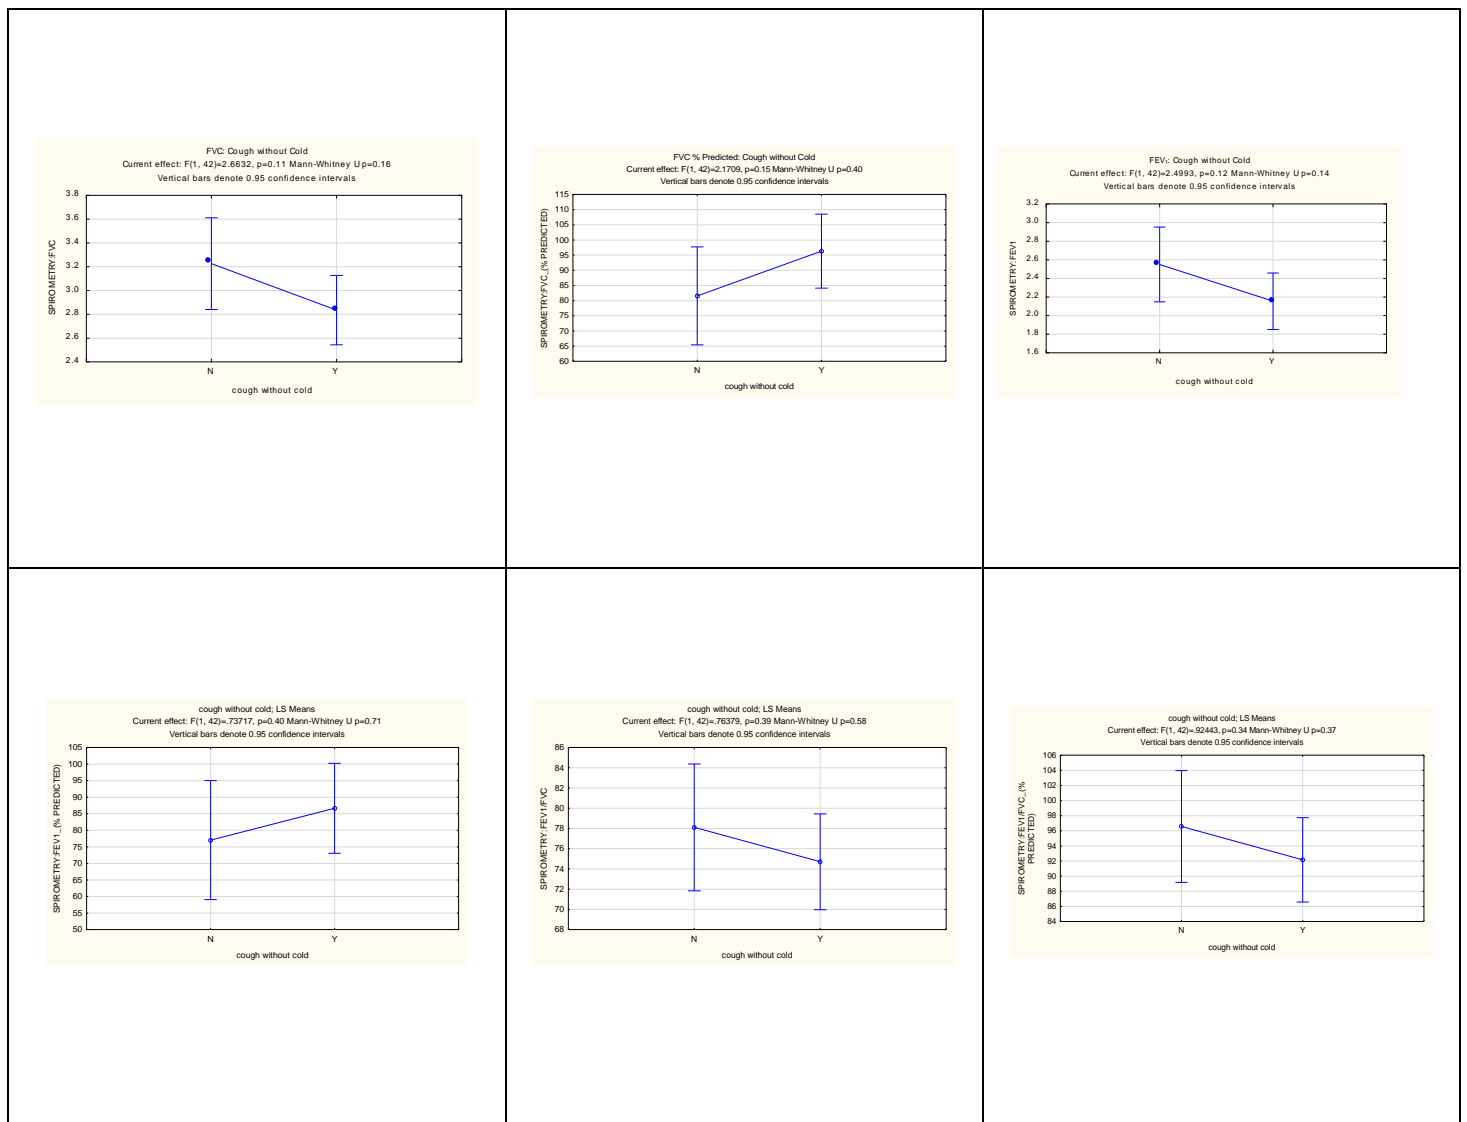 FVC: Cough without Cold
Current effect: F(1, 42)=2.6632, p=0.11 Mann-Whitney U p=0.16
Vertical bars denote 0.95 confidence intervals
3.8
3.6
3.4
3.2
3.0
2.8
2.6
2.4
SPIROMETRY:FVC
N Y
cough without cold
FVC % Predicted: Cough without Cold
Current effect: F(1, 42)=2.1709, p=0.15 Mann-Whitney U p=0.40
Vertical bars denote 0.95 confidence intervals
115
110
105
100
95
90
85
80
75
70
65
60
SPIROMETRY:FVC_(% PREDICTED)
N Y
cough without cold
FEV₁: Cough without Cold
Current effect: F(1, 42)=2.4993, p=0.12 Mann-Whitney U p=0.14
Vertical bars denote 0.95 confidence intervals
3.2
3.0
2.8
2.6
2.4
2.2
2.0
1.8
1.6
SPIROMETRY:FEV1
N Y
cough without cold
cough without cold; LS Means
Current effect: F(1, 42)=.73717, p=0.40 Mann-Whitney U p=0.71
Vertical bars denote 0.95 confidence intervals
105
100
95
90
85
80
75
70
65
60
55
50
SPIROMETRY:FEV1_(% PREDICTED)
N Y
cough without cold
cough without cold; LS Means
Current effect: F(1, 42)=.76379, p=0.39 Mann-Whitney U p=0.58
Vertical bars denote 0.95 confidence intervals
86
84
82
80
78
76
74
72
70
68
SPIROMETRY:FEV1/FVC
N Y
cough without cold
cough without cold; LS Means
Current effect: F(1, 42)=.92443, p=0.34 Mann-Whitney U p=0.37
Vertical bars denote 0.95 confidence intervals
106
104
102
100
98
96
94
92
90
88
86
84
SPIROMETRY:FEV1/FVC_(%
PREDICTED)
N Y
cough without cold